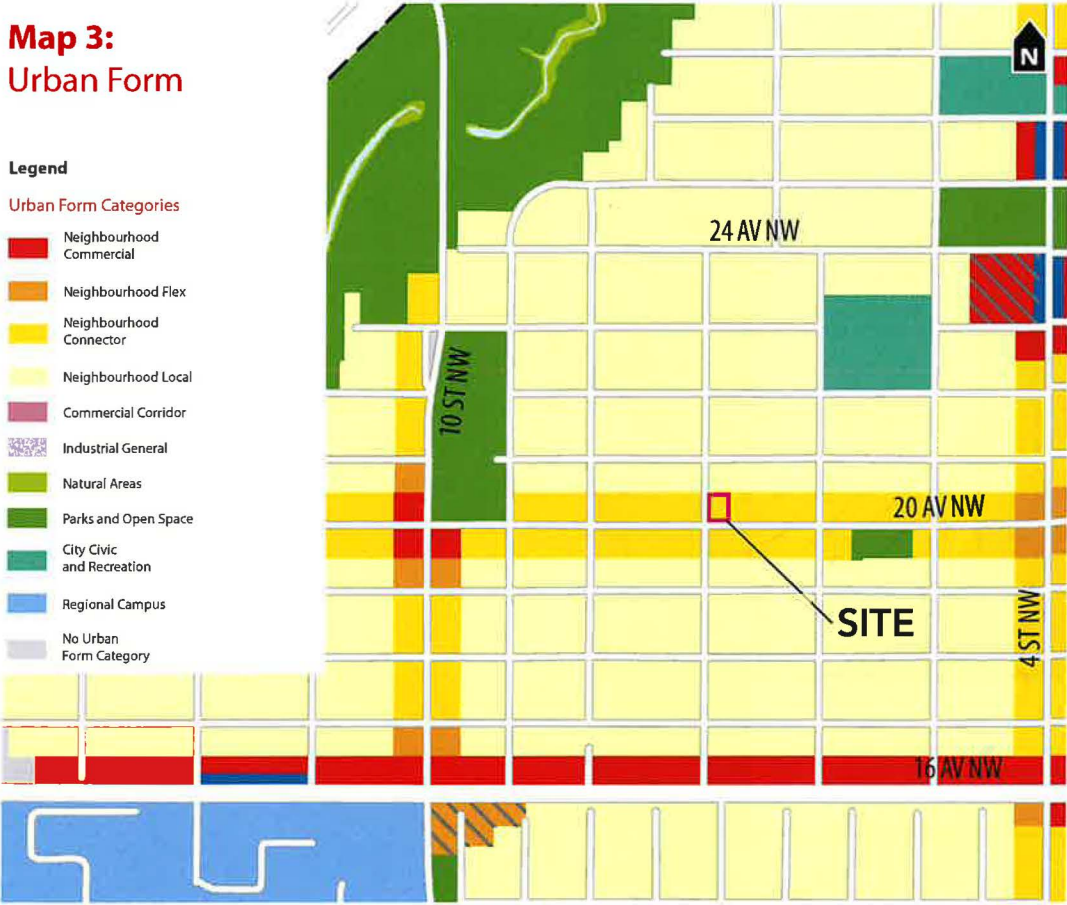 Map 3:
Urban Form
N
Legend
Urban Form Categories
Neighbourhood
Commercial
Neighbourhood Flex
Neighbourhood
Connector
Neighbourhood Local
Commercial Corridor
Industrial General
Natural Areas
Parks and Open Space
City Civic
and Recreation
Regional Campus
No Urban
Form Category
24 AV NW
10 ST NW
20 AV NW
SITE
4 ST NW
16 AV NW